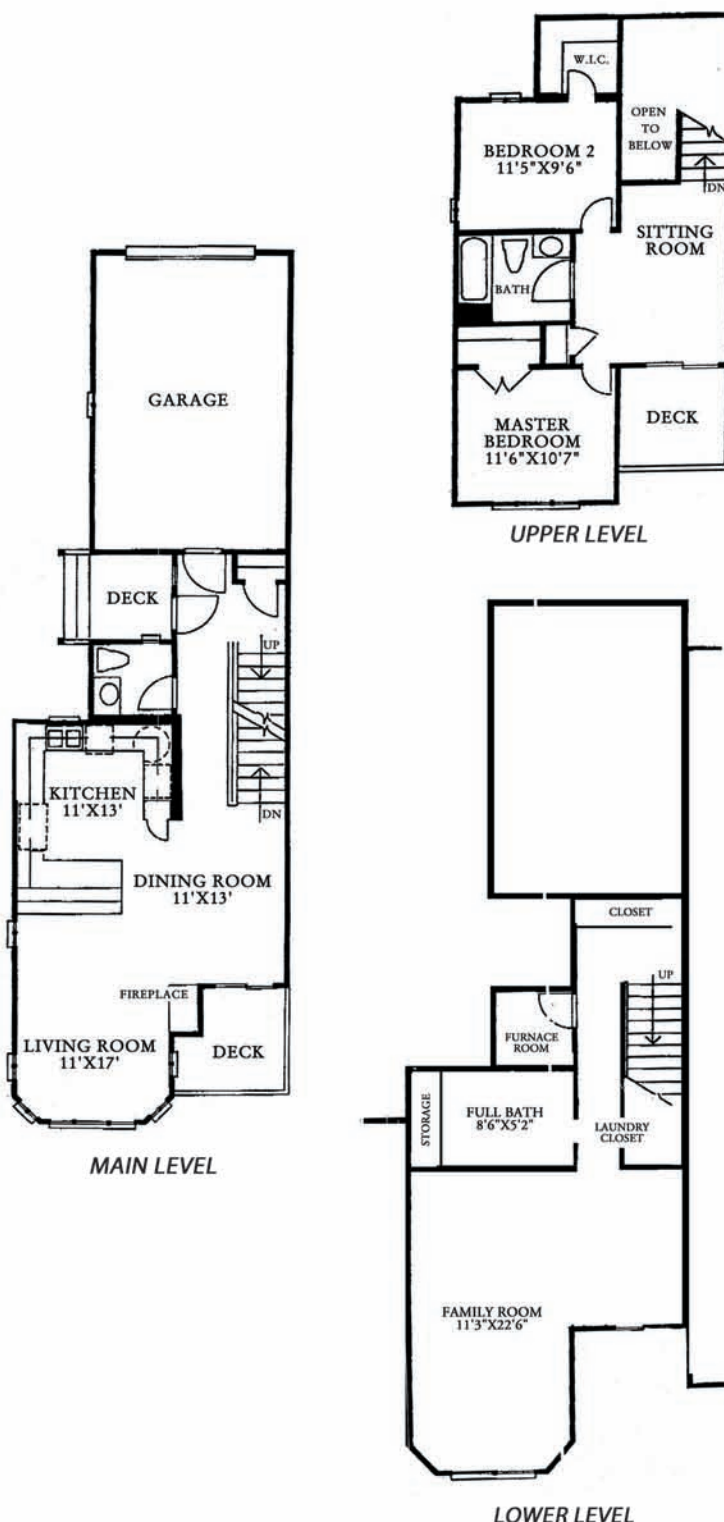 W.I.C.
OPEN
TO
BELOW
BEDROOM 2
11'5"X9'6"
DN
SITTING
ROOM
BATH
MASTER
BEDROOM
11'6"X10'7"
DECK
UPPER LEVEL
GARAGE
DECK
UP
KITCHEN
11'X13'
DN
DINING ROOM
11'X13'
FIREPLACE
LIVING ROOM
11'X17'
DECK
MAIN LEVEL
CLOSET
UP
FURNACE
ROOM
STORAGE
FULL BATH
8'6"X5'2"
LAUNDRY
CLOSET
FAMILY ROOM
11'3"X22'6"
LOWER LEVEL